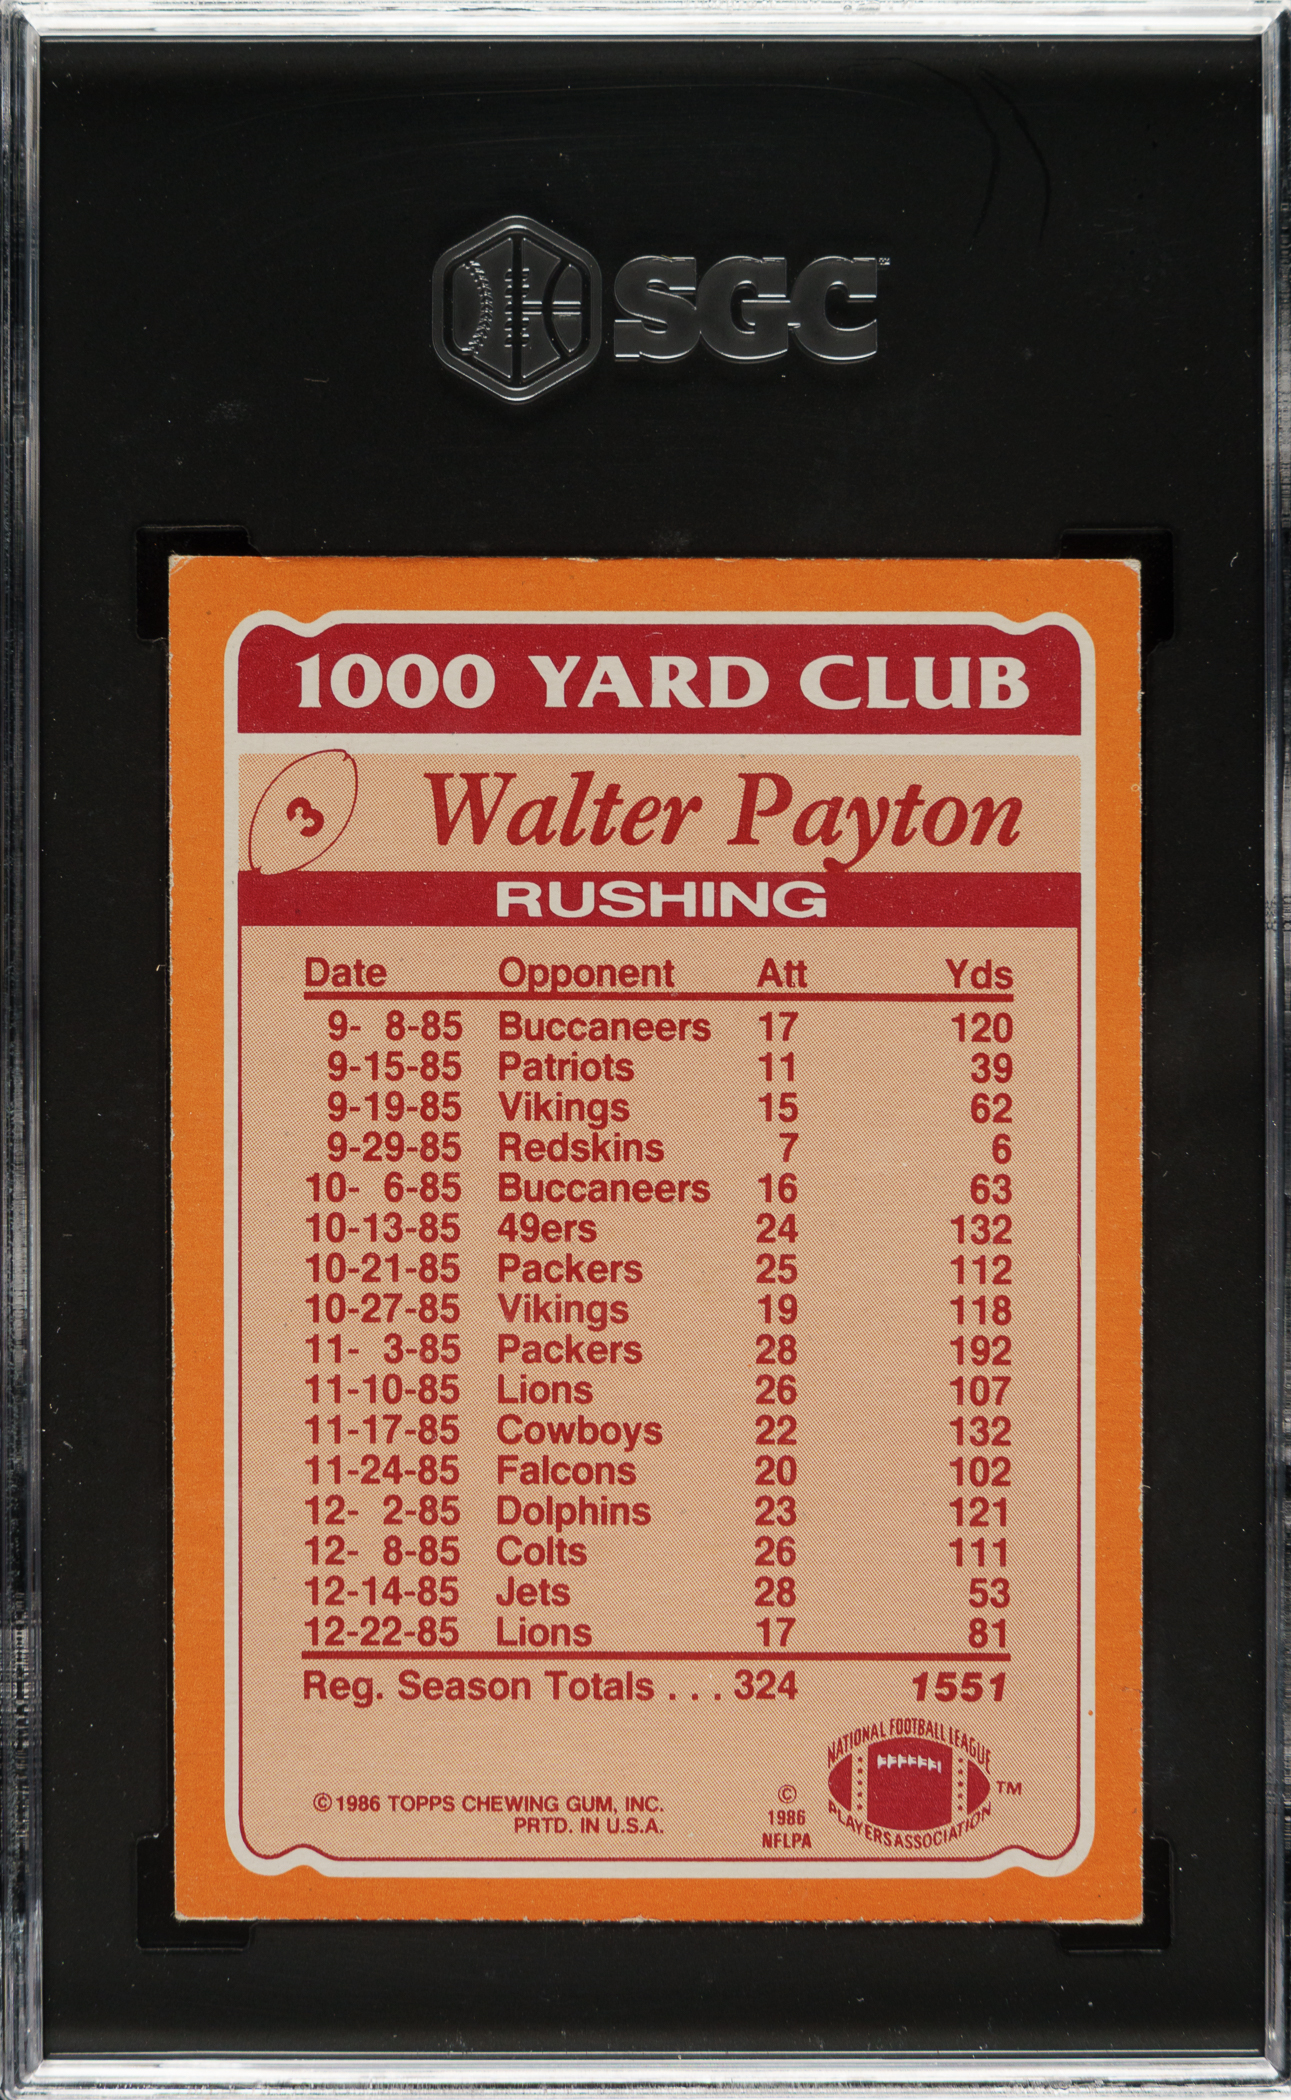 SGC
1000 YARD CLUB
3
Walter Payton
RUSHING
Date Opponent Att Yds
9- 8-85 Buccaneers 17 120
9-15-85 Patriots 11 39
9-19-85 Vikings 15 62
9-29-85 Redskins 7 6
10- 6-85 Buccaneers 16 63
10-13-85 49ers 24 132
10-21-85 Packers 25 112
10-27-85 Vikings 19 118
11- 3-85 Packers 28 192
11-10-85 Lions 26 107
11-17-85 Cowboys 22 132
11-24-85 Falcons 20 102
12- 2-85 Dolphins 23 121
12- 8-85 Colts 26 111
12-14-85 Jets 28 53
12-22-85 Lions 17 81
Reg. Season Totals . . . 324 1551
© 1986 TOPPS CHEWING GUM, INC.
PRTD. IN U.S.A.
©
1986
NFLPA
NATIONAL FOOTBALL LEAGUE
PLAYERS ASSOCIATION
™